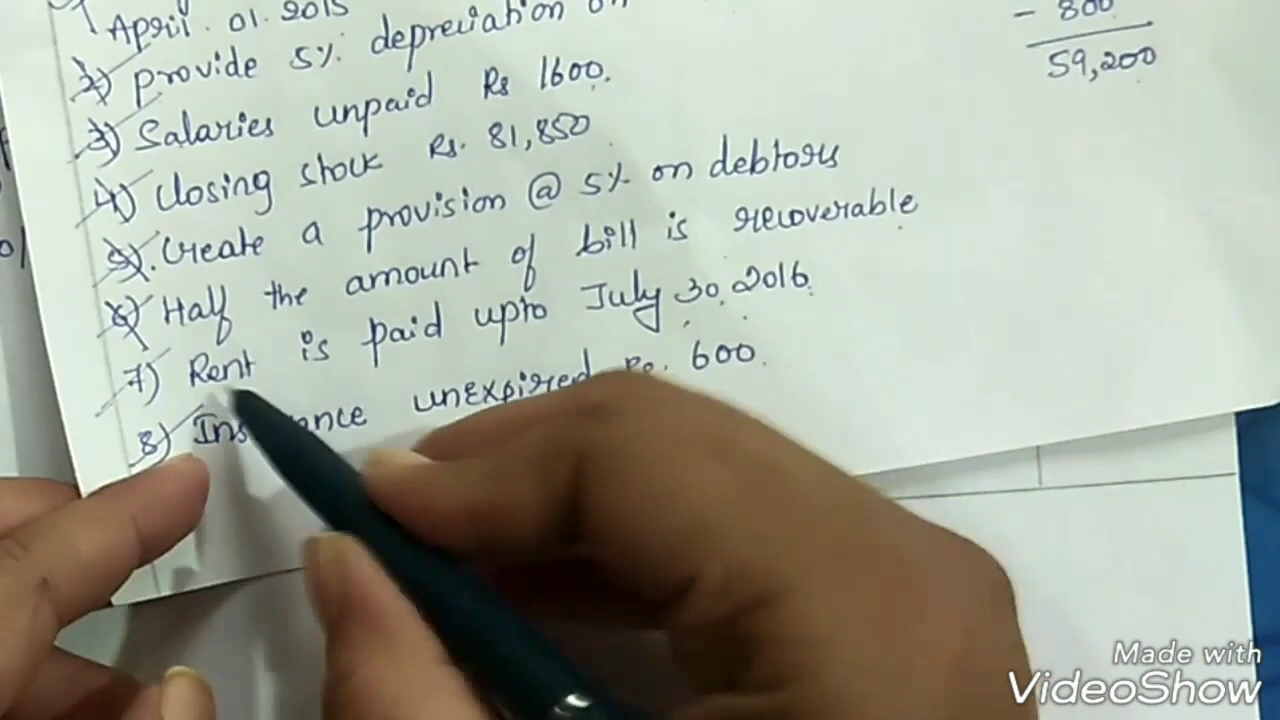 April 01. 2015
2) provide 5% depreciation on
3) Salaries unpaid Rs 1600.
4) Closing stock Rs. 81,850
5). Create a provision @ 5% on debtors
6) Half the amount of bill is recoverable
7) Rent is paid upto July 30. 2016.
8) unexpired Rs. 600.
- 800
59,200
Made with
VideoShow